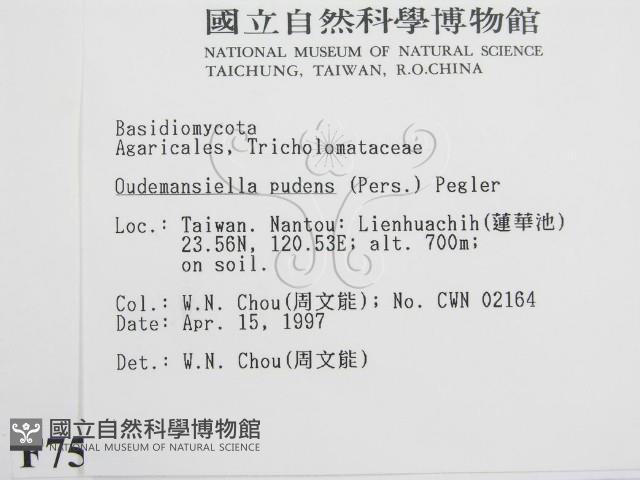 國立自然科學博物館
NATIONAL MUSEUM OF NATURAL SCIENCE
TAICHUNG, TAIWAN, R.O.CHINA
Basidiomycota
Agaricales, Tricholomataceae
Oudemansiella pudens (Pers.) Pegler
Loc.: Taiwan. Nantou: Lienhuachih(蓮華池)
23.56N, 120.53E; alt. 700m;
on soil.
Col.: W.N. Chou(周文能); No. CWN 02164
Date: Apr. 15, 1997
Det.: W.N. Chou(周文能)
國立自然科學博物館
NATIONAL MUSEUM OF NATURAL SCIENCE
F75